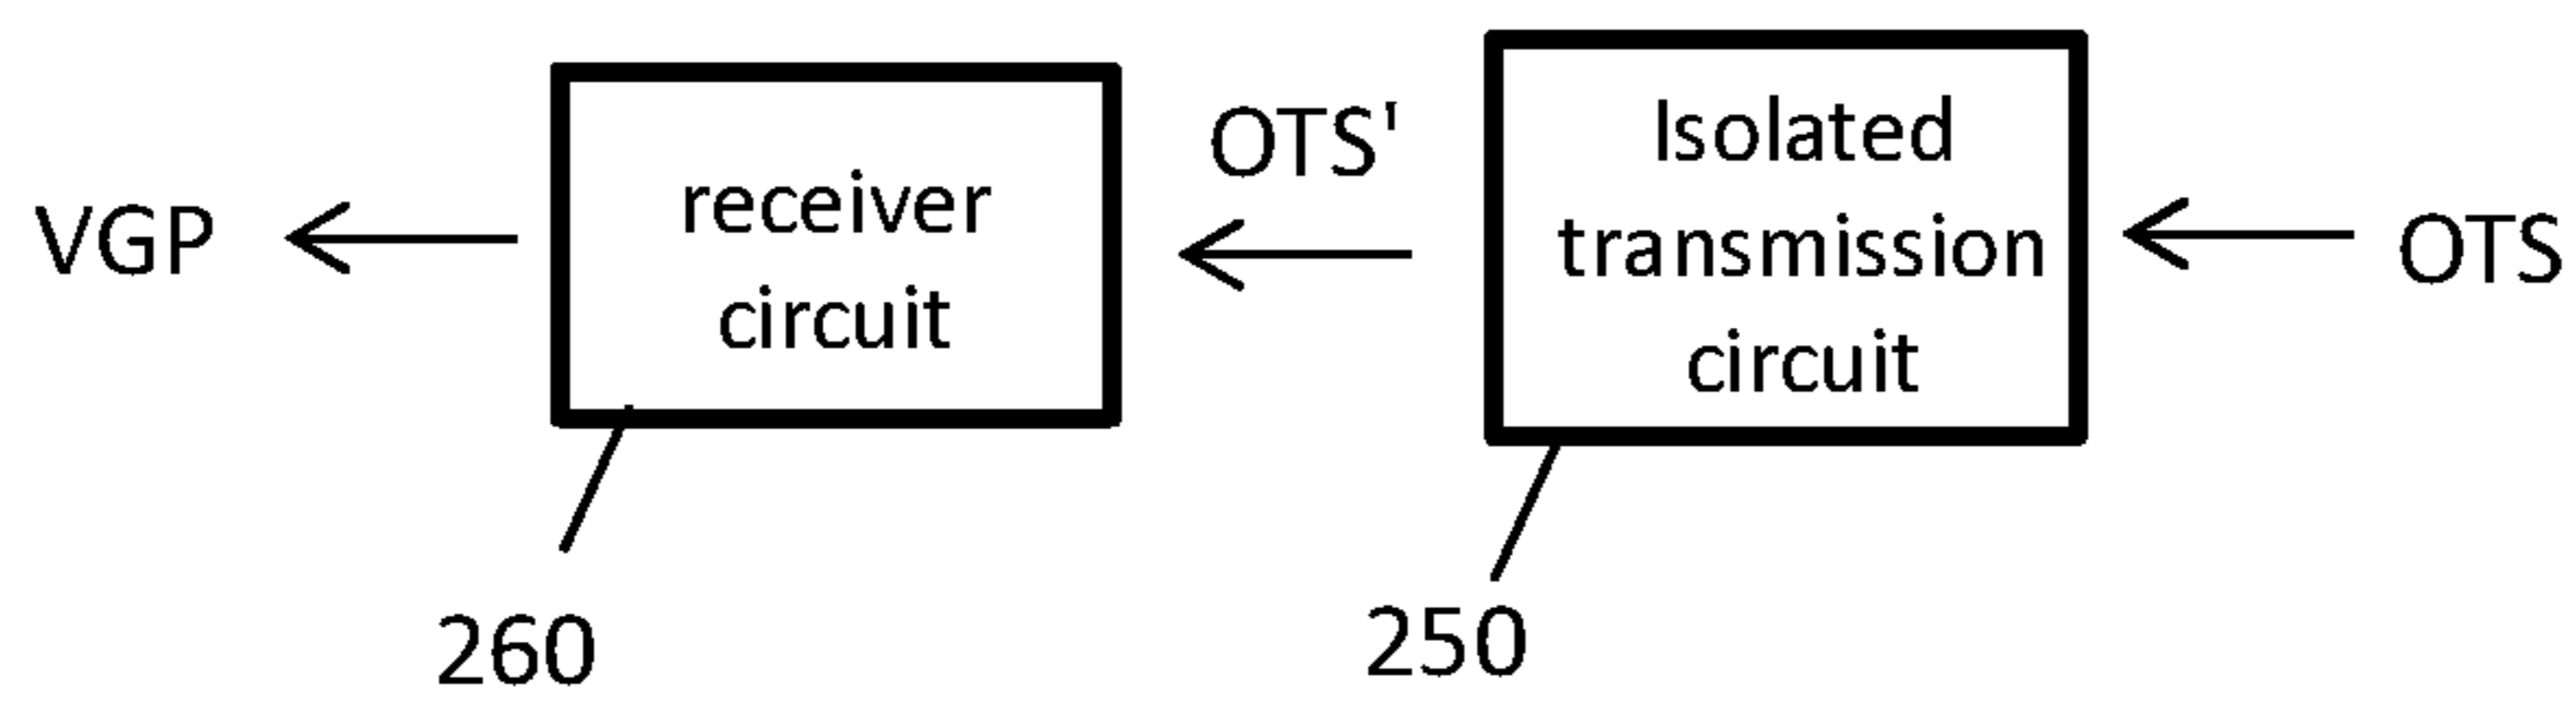 VGP
receiver
circuit
OTS'
Isolated
transmission
circuit
OTS
260
250